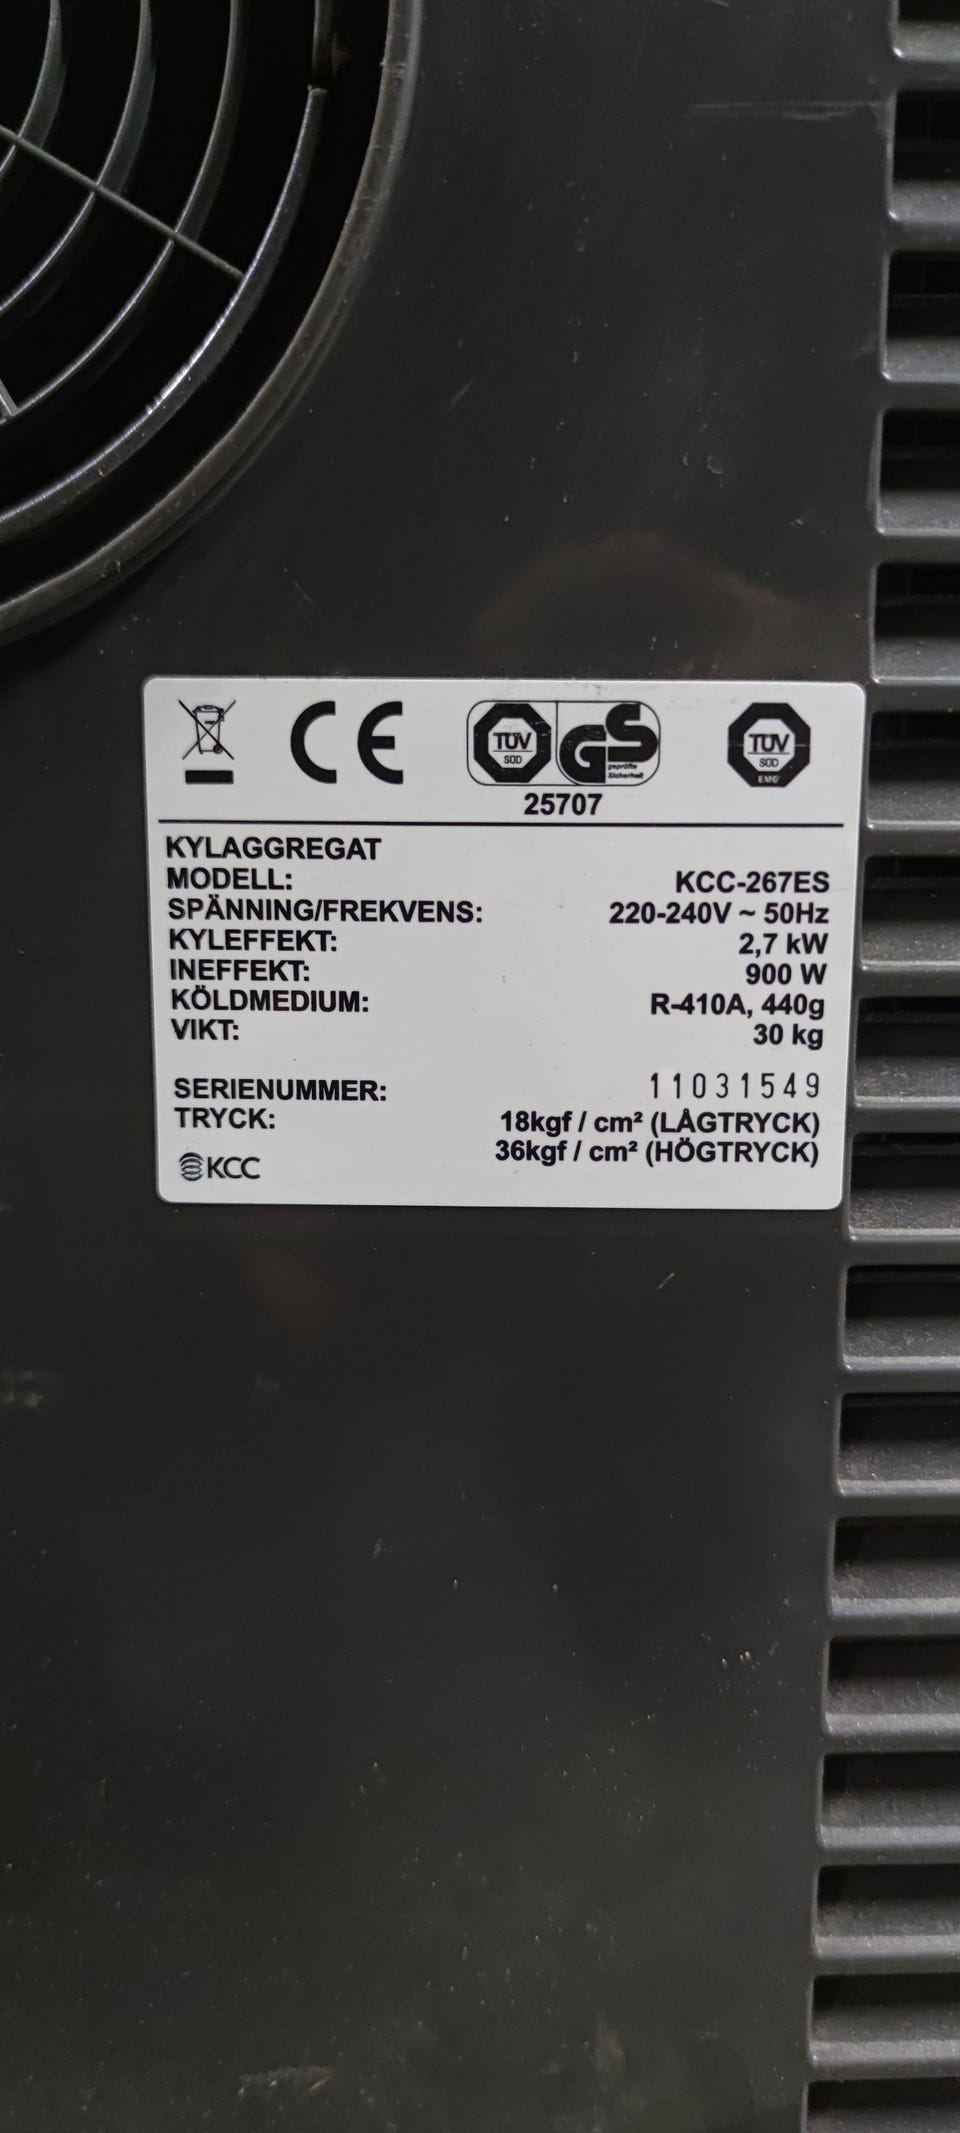 CE
TÜV
SÜD
GS
geprüfte
Sicherheit
TÜV
SÜD
EMC
25707
KYLAGGREGAT
MODELL: KCC-267ES
SPÄNNING/FREKVENS: 220-240V ~ 50Hz
KYLEFFEKT: 2,7 kW
INEFFEKT: 900 W
KÖLDMEDIUM: R-410A, 440g
VIKT: 30 kg
SERIENUMMER: 11031549
TRYCK: 18kgf / cm² (LÅGTRYCK)
36kgf / cm² (HÖGTRYCK)
KCC